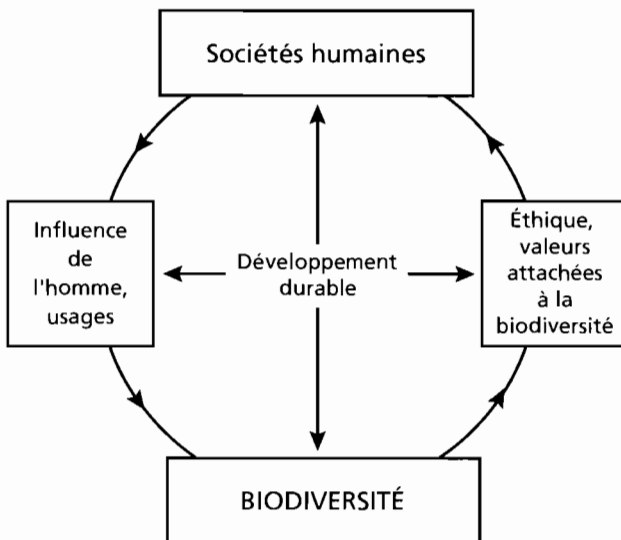 Sociétés humaines
Influence
de
l'homme,
usages
Développement
durable
Éthique,
valeurs
attachées
à la
biodiversité
BIODIVERSITÉ